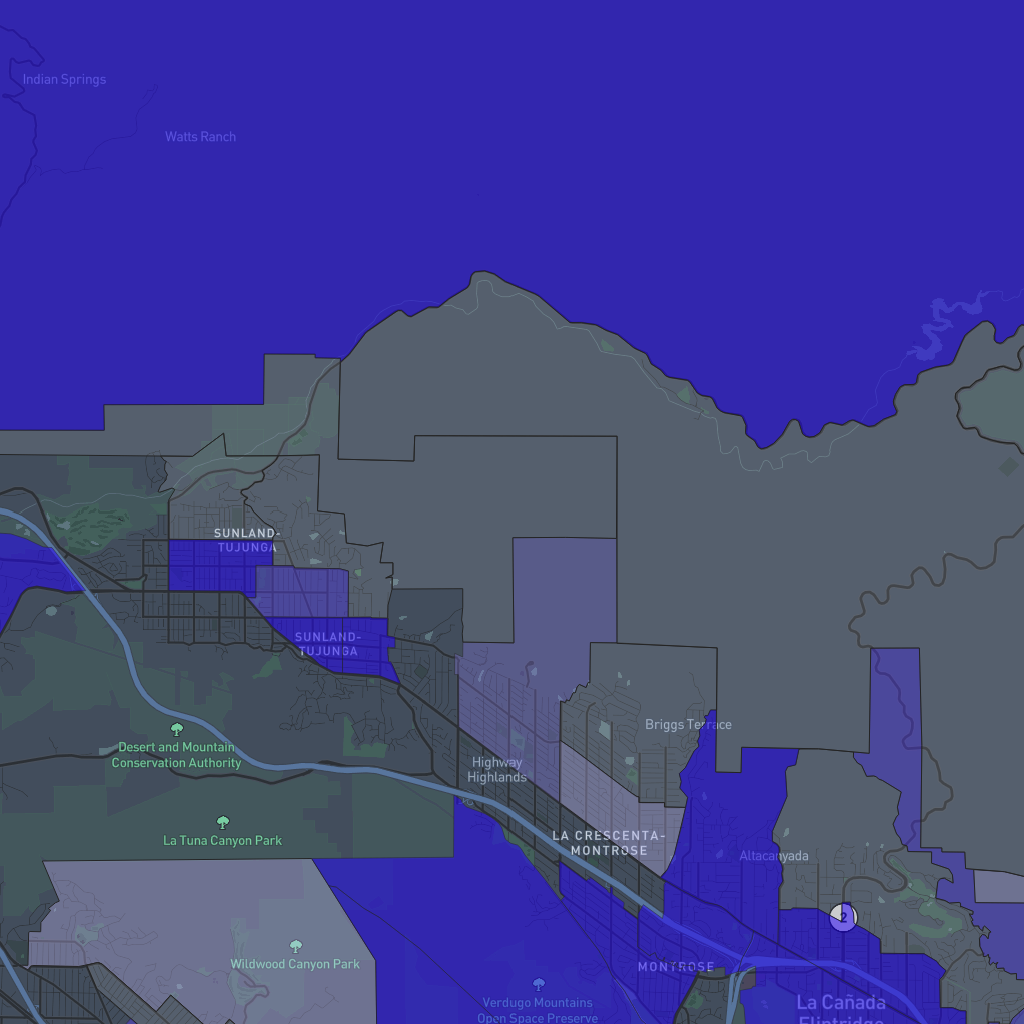 Indian Springs
Watts Ranch
SUNLAND-
TUJUNGA
SUNLAND-
TUJUNGA
Briggs Terrace
Desert and Mountain
Conservation Authority
Highway
Highlands
La Tuna Canyon Park
LA CRESCENTA-
MONTROSE
Altacanyada
2
Wildwood Canyon Park
MONTROSE
Verdugo Mountains
Open Space Preserve
La Cañada
Flintridge